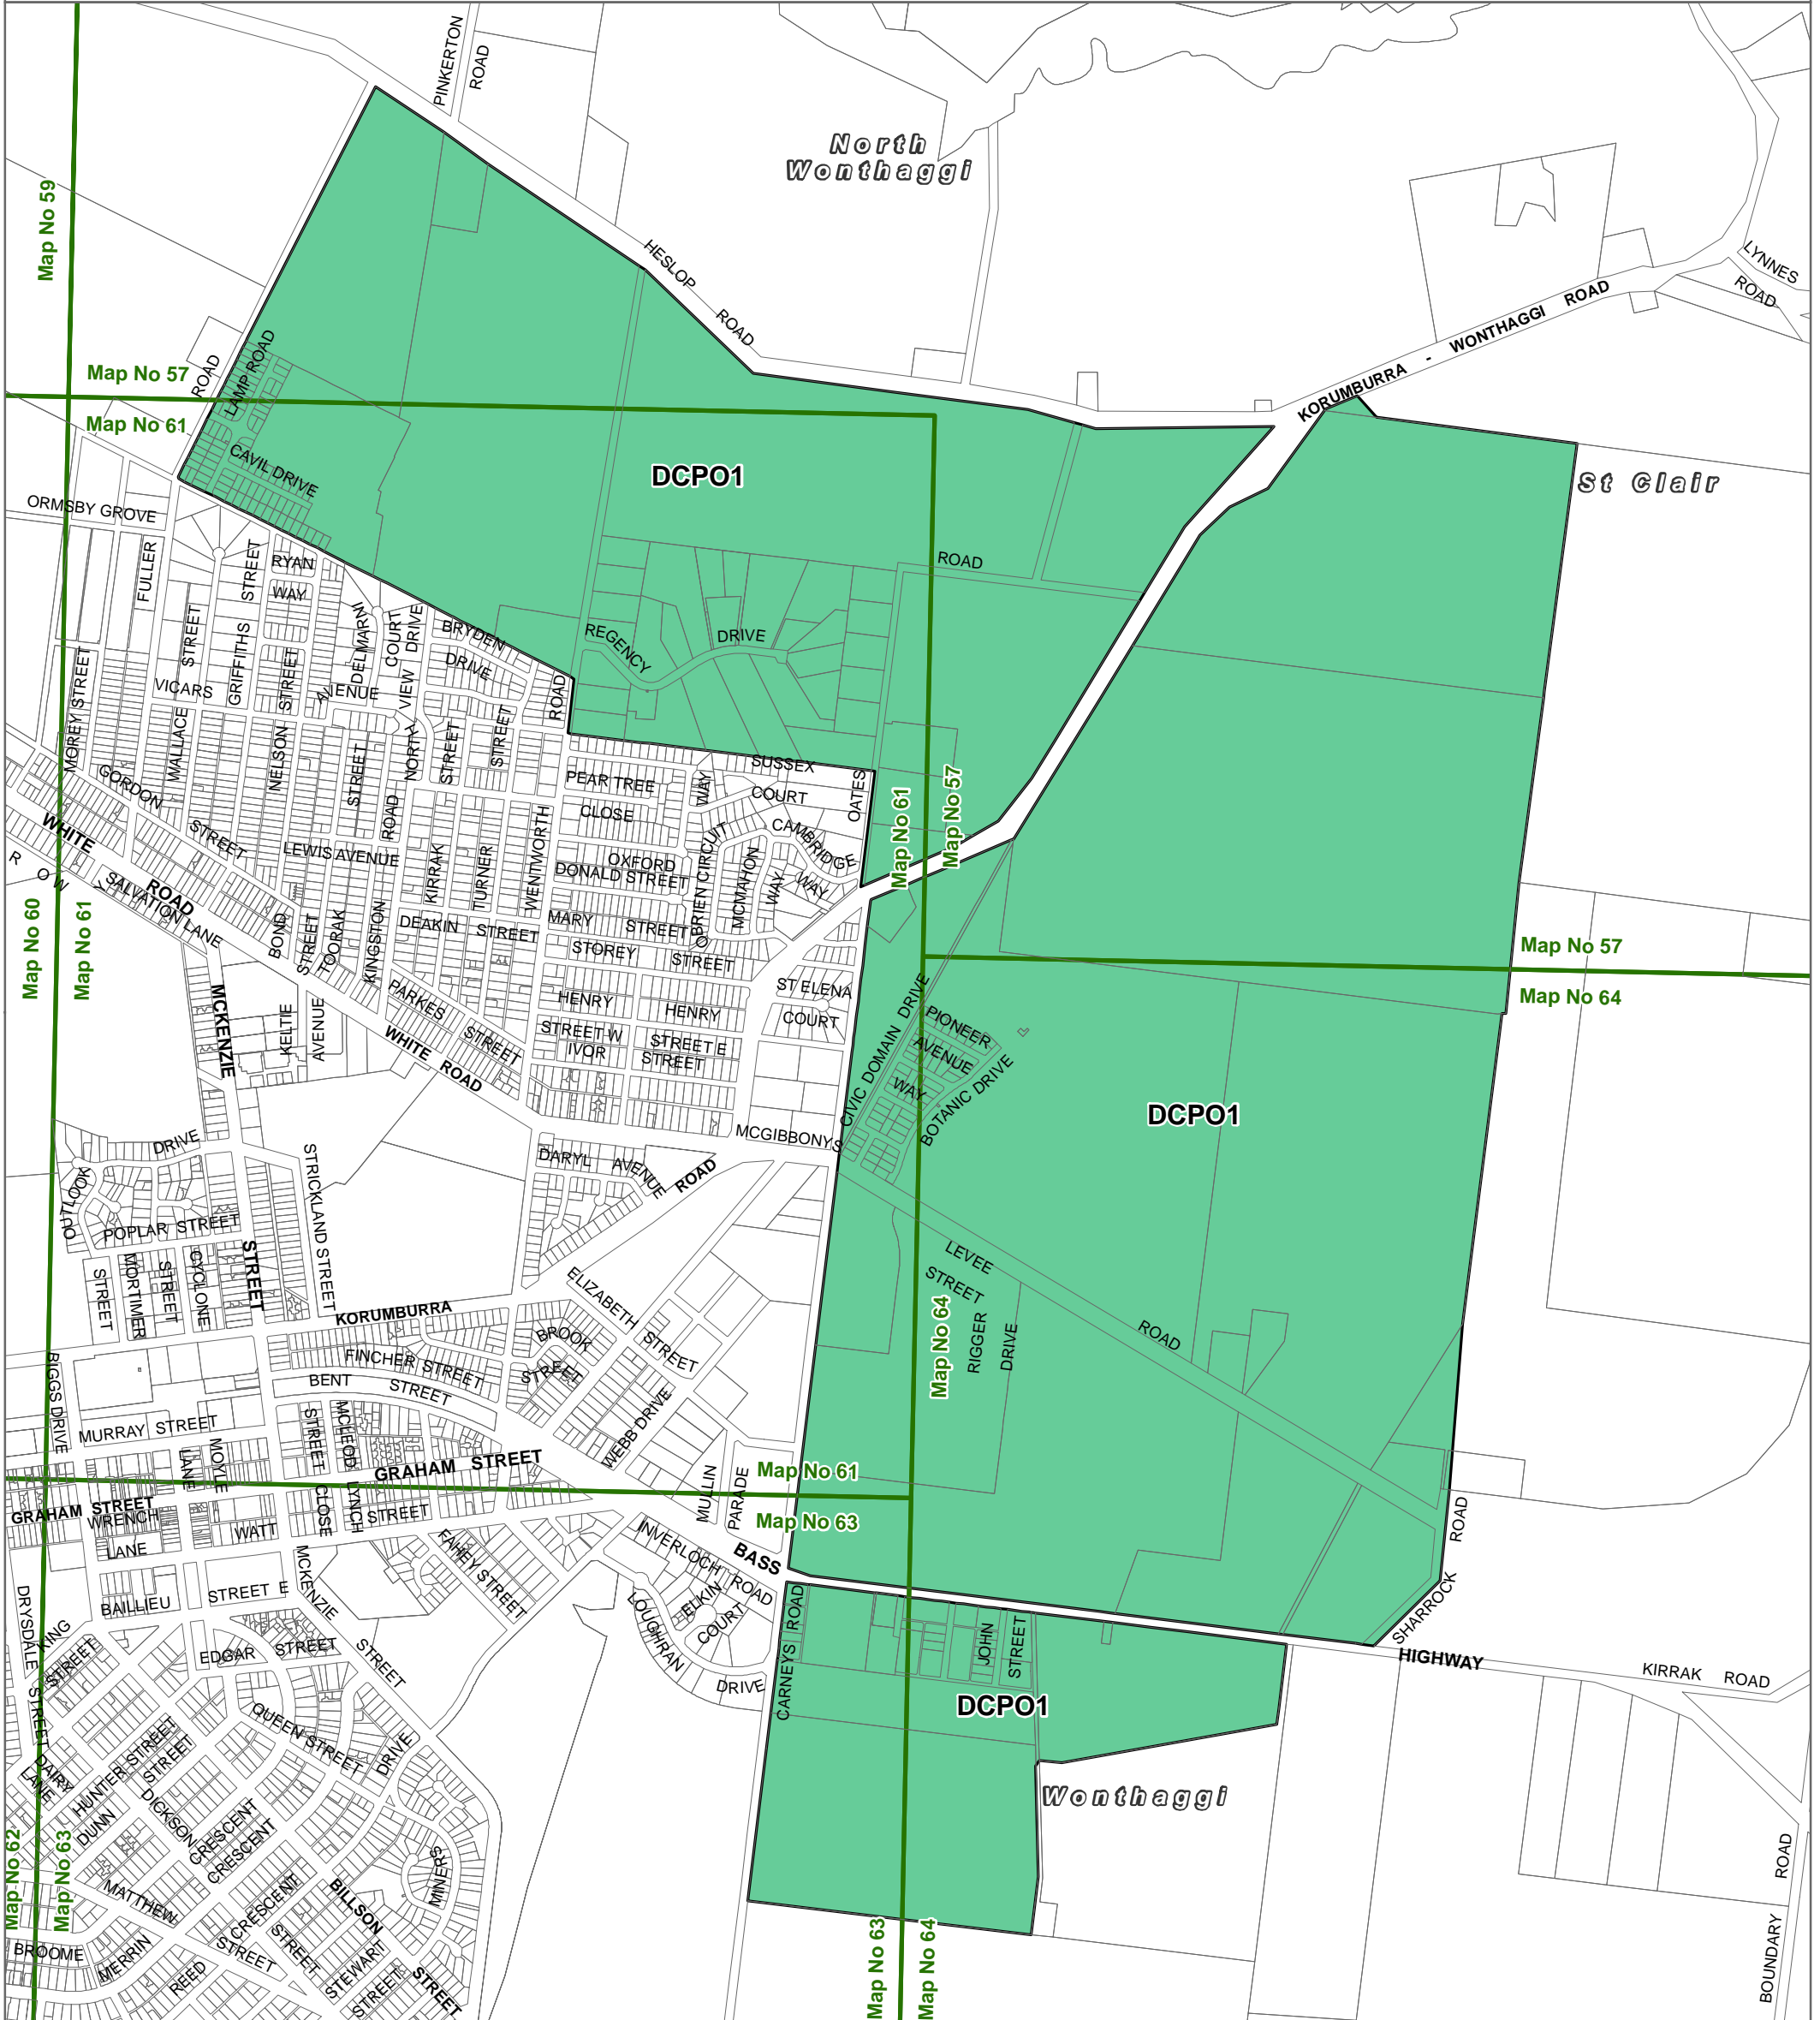 PINKERTON
ROAD
North
Wonthaggi
Map No 59
HESLOP
ROAD
LYNNES
ROAD
KORUMBURRA - WONTHAGGI ROAD
Map No 57
ROAD
LAMP ROAD
Map No 61
CAVIL DRIVE
DCPO1
St Clair
ORMSBY GROVE
FULLER
STREET
RYAN
WAY
ROAD
STREET
GRIFFITHS
DELMARY
COURT
NORTH VIEW DRIVE
BRYDEN
DRIVE
REGENCY
DRIVE
MOREY STREET
VICARS
STREET
AVENUE
ROAD
WALLACE
NELSON
STREET
STREET
STREET
SUSSEX
COURT
PEAR TREE
CLOSE
WAY
OATES
Map No 61
Map No 57
GORDON
STREET
WHITE
ROAD
LEWIS AVENUE
ROAD
KIRRAK
TURNER
WENTWORTH
OXFORD
DONALD STREET
OBRIEN CIRCUIT
MCMAHON
WAY
CAMBRIDGE
WAY
R O W
SALVATION LANE
Map No 60
Map No 61
BOND
STREET
TOORAK
KINGSTON
DEAKIN
STREET
MARY
STREET
STOREY
STREET
Map No 57
Map No 64
ST ELENA
COURT
MCKENZIE
KELTIE
AVENUE
PARKES
STREET
WHITE ROAD
HENRY
STREET W
HENRY
STREET E
IVOR
STREET
CIVIC DOMAIN DRIVE
PIONEER
AVENUE
WAY
BOTANIC DRIVE
DCPO1
MCGIBBONYS
DRIVE
OUTLOOK
STRICKLAND STREET
DARYL AVENUE
ROAD
POPLAR STREET
STREET
MORTIMER
STREET
CYCLONE
STREET
LEVEE
STREET
RIGGER
DRIVE
ROAD
Map No 64
ELIZABETH
STREET
KORUMBURRA
BROOK
STREET
FINCHER STREET
BENT STREET
BIGGS DRIVE
MURRAY STREET
LANE
MOYLE
STREET
MCLEOD
WEBB DRIVE
GRAHAM STREET
MULLIN
PARADE
Map No 61
Map No 63
GRAHAM STREET
WRENCH
LANE
WATT
CLOSE
LYNCH
STREET
FAHEY STREET
INVERLOCH ROAD
BASS
ROAD
SHARROCK
HIGHWAY
KIRRAK ROAD
DRYSDALE STREET
BAILLIEU
STREET E
MCKENZIE
STREET
KING
STREET
EDGAR STREET
ELKIN
COURT
LOUGHRAN
DRIVE
CARNEYS ROAD
JOHN
STREET
DCPO1
Wonthaggi
QUEEN STREET
DRIVE
DAIRY
LANE
HUNTER STREET
DUNN
STREET
DICKSON
CRESCENT
CRESCENT
MINERS
Map No 62
Map No 63
MATTHEW
STREET
CRESCENT
STREET
BILLSON
STREET
BROOME
MERRIN
REED
STEWART
STREET
Map No 63
Map No 64
BOUNDARY
ROAD